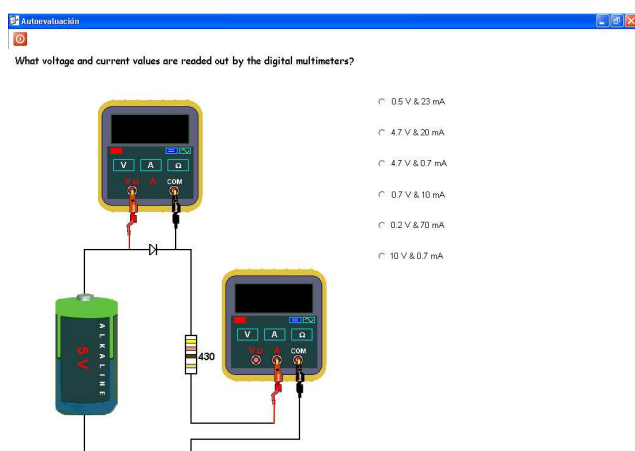 Autoevaluación
What voltage and current values are readed out by the digital multimeters?
0.5 V & 23 mA
4.7 V & 20 mA
4.7 V & 0.7 mA
0.7 V & 10 mA
0.2 V & 70 mA
10 V & 0.7 mA
V A Ω
V Ω A COM
V A Ω
V Ω A COM
430
ALKALINE
5 V